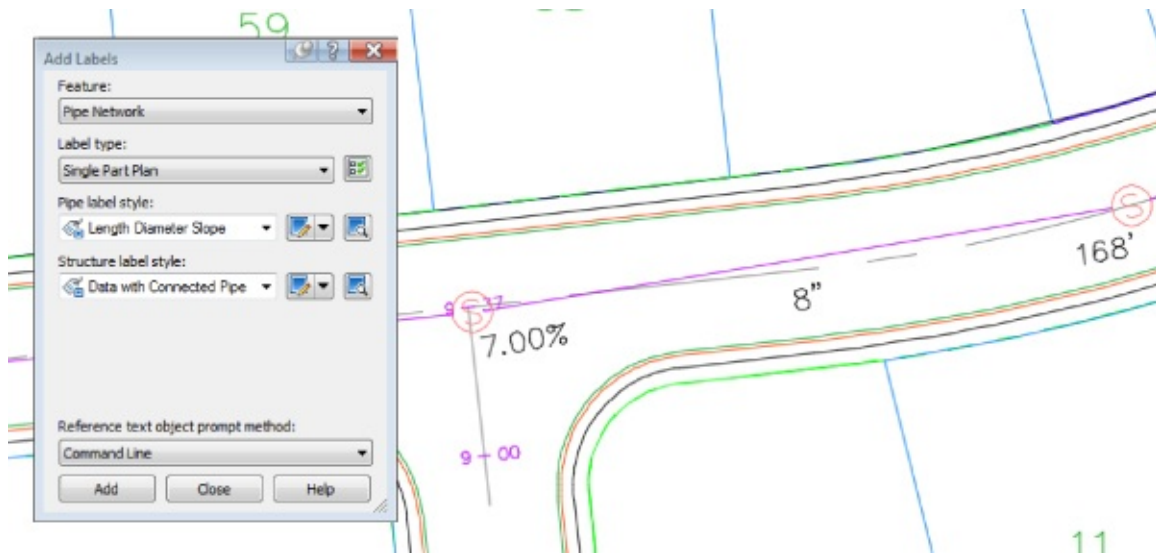 59
Add Labels
?
Feature:
Pipe Network
Label type:
Single Part Plan
Pipe label style:
Length Diameter Slope
Structure label style:
Data with Connected Pipe
Reference text object prompt method:
Command Line
Add
Close
Help
S
168'
8"
S
7.00%
9 - 00
11